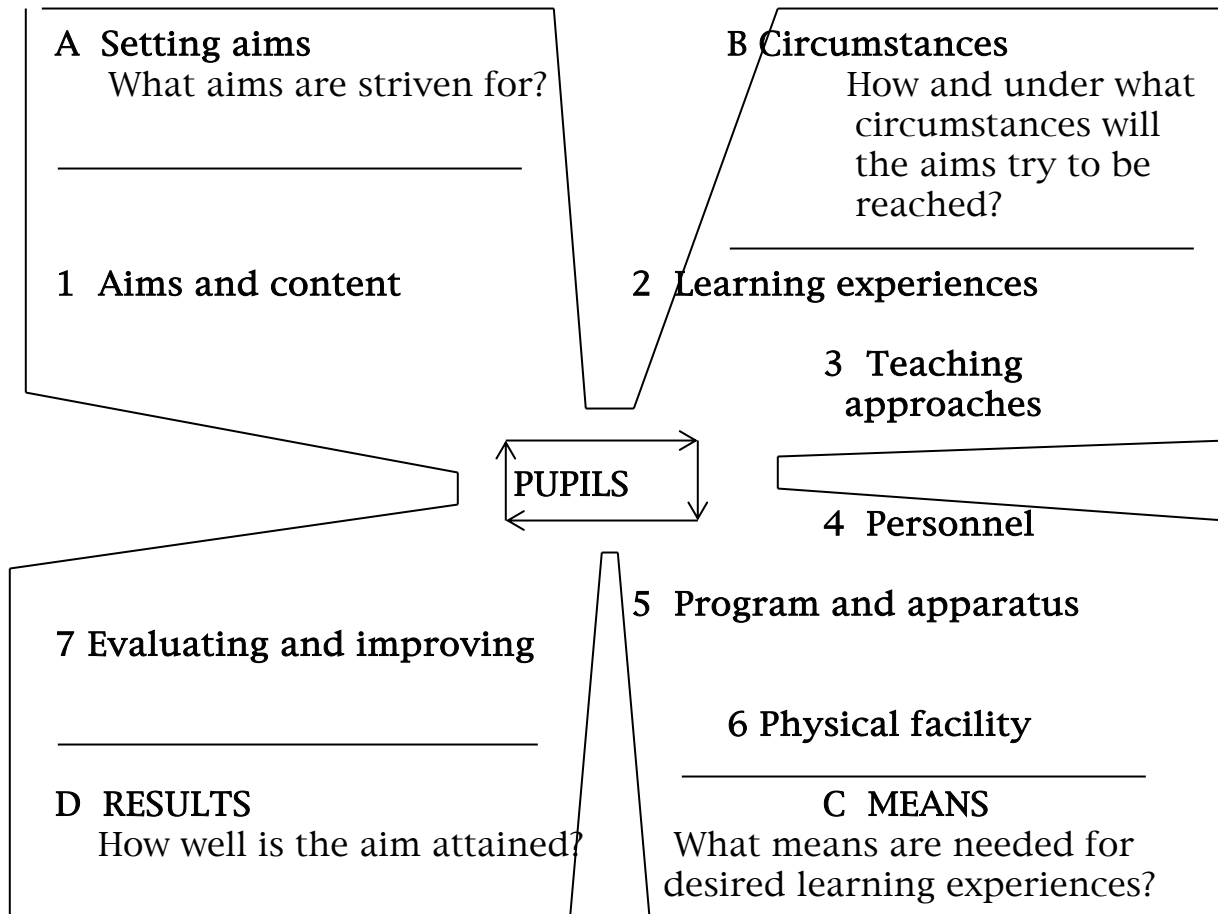 A Setting aims
What aims are striven for?
1 Aims and content
B Circumstances
How and under what
circumstances will
the aims try to be
reached?
2 Learning experiences
3 Teaching
approaches
PUPILS
4 Personnel
5 Program and apparatus
6 Physical facility
C MEANS
What means are needed for
desired learning experiences?
7 Evaluating and improving
D RESULTS
How well is the aim attained?